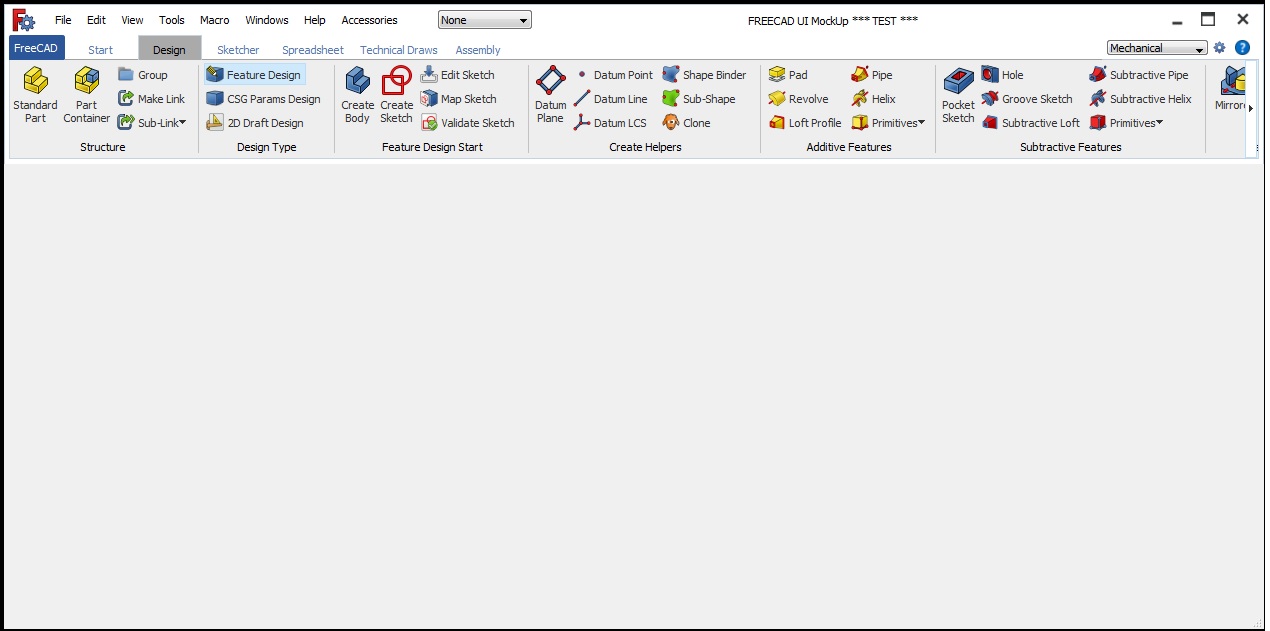 File Edit View Tools Macro Windows Help Accessories None FREECAD UI MockUp *** TEST ***
FreeCAD Start Design Sketcher Spreadsheet Technical Draws Assembly Mechanical ?
Standard Part
Part Container
Group
Make Link
Sub-Link
Structure
Feature Design
CSG Params Design
2D Draft Design
Design Type
Create Body
Create Sketch
Edit Sketch
Map Sketch
Validate Sketch
Feature Design Start
Datum Plane
Datum Point
Datum Line
Datum LCS
Shape Binder
Sub-Shape
Clone
Create Helpers
Pad
Revolve
Loft Profile
Pipe
Helix
Primitives
Additive Features
Pocket Sketch
Hole
Groove Sketch
Subtractive Loft
Subtractive Pipe
Subtractive Helix
Primitives
Subtractive Features
Mirror